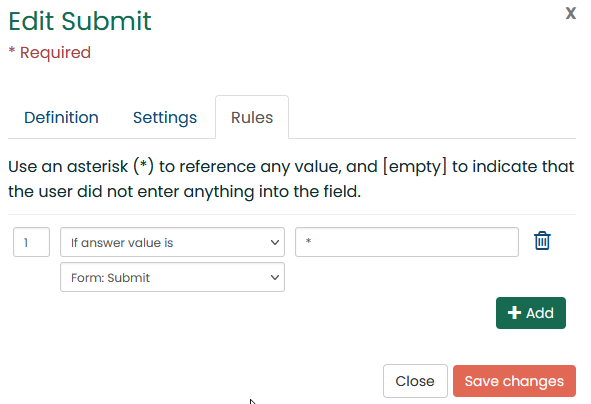 Edit Submit
x
* Required
Definition Settings Rules
Use an asterisk (*) to reference any value, and [empty] to indicate that
the user did not enter anything into the field.
1 If answer value is *
Form: Submit
+ Add
Close Save changes